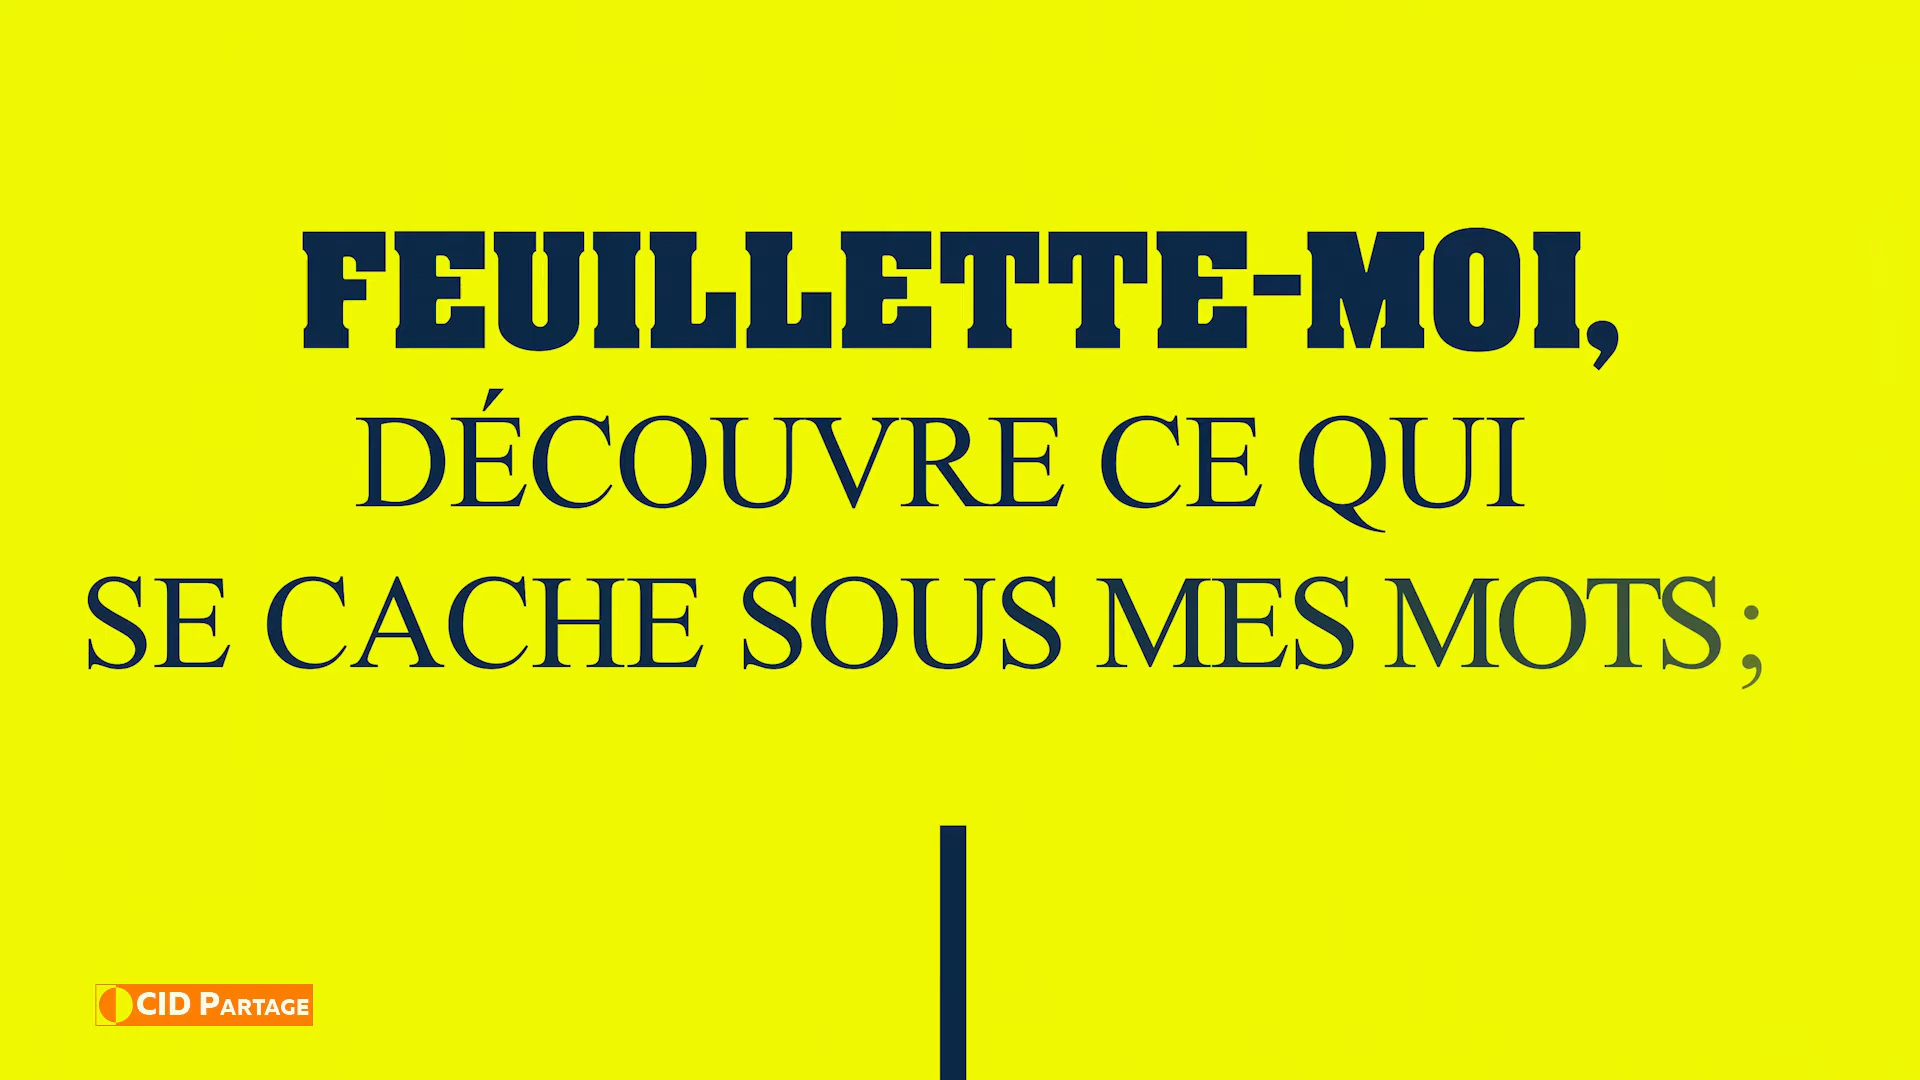 FEUILLETTE-MOI,
DÉCOUVRE CE QUI
SE CACHE SOUS MES MOTS ;
CID PARTAGE